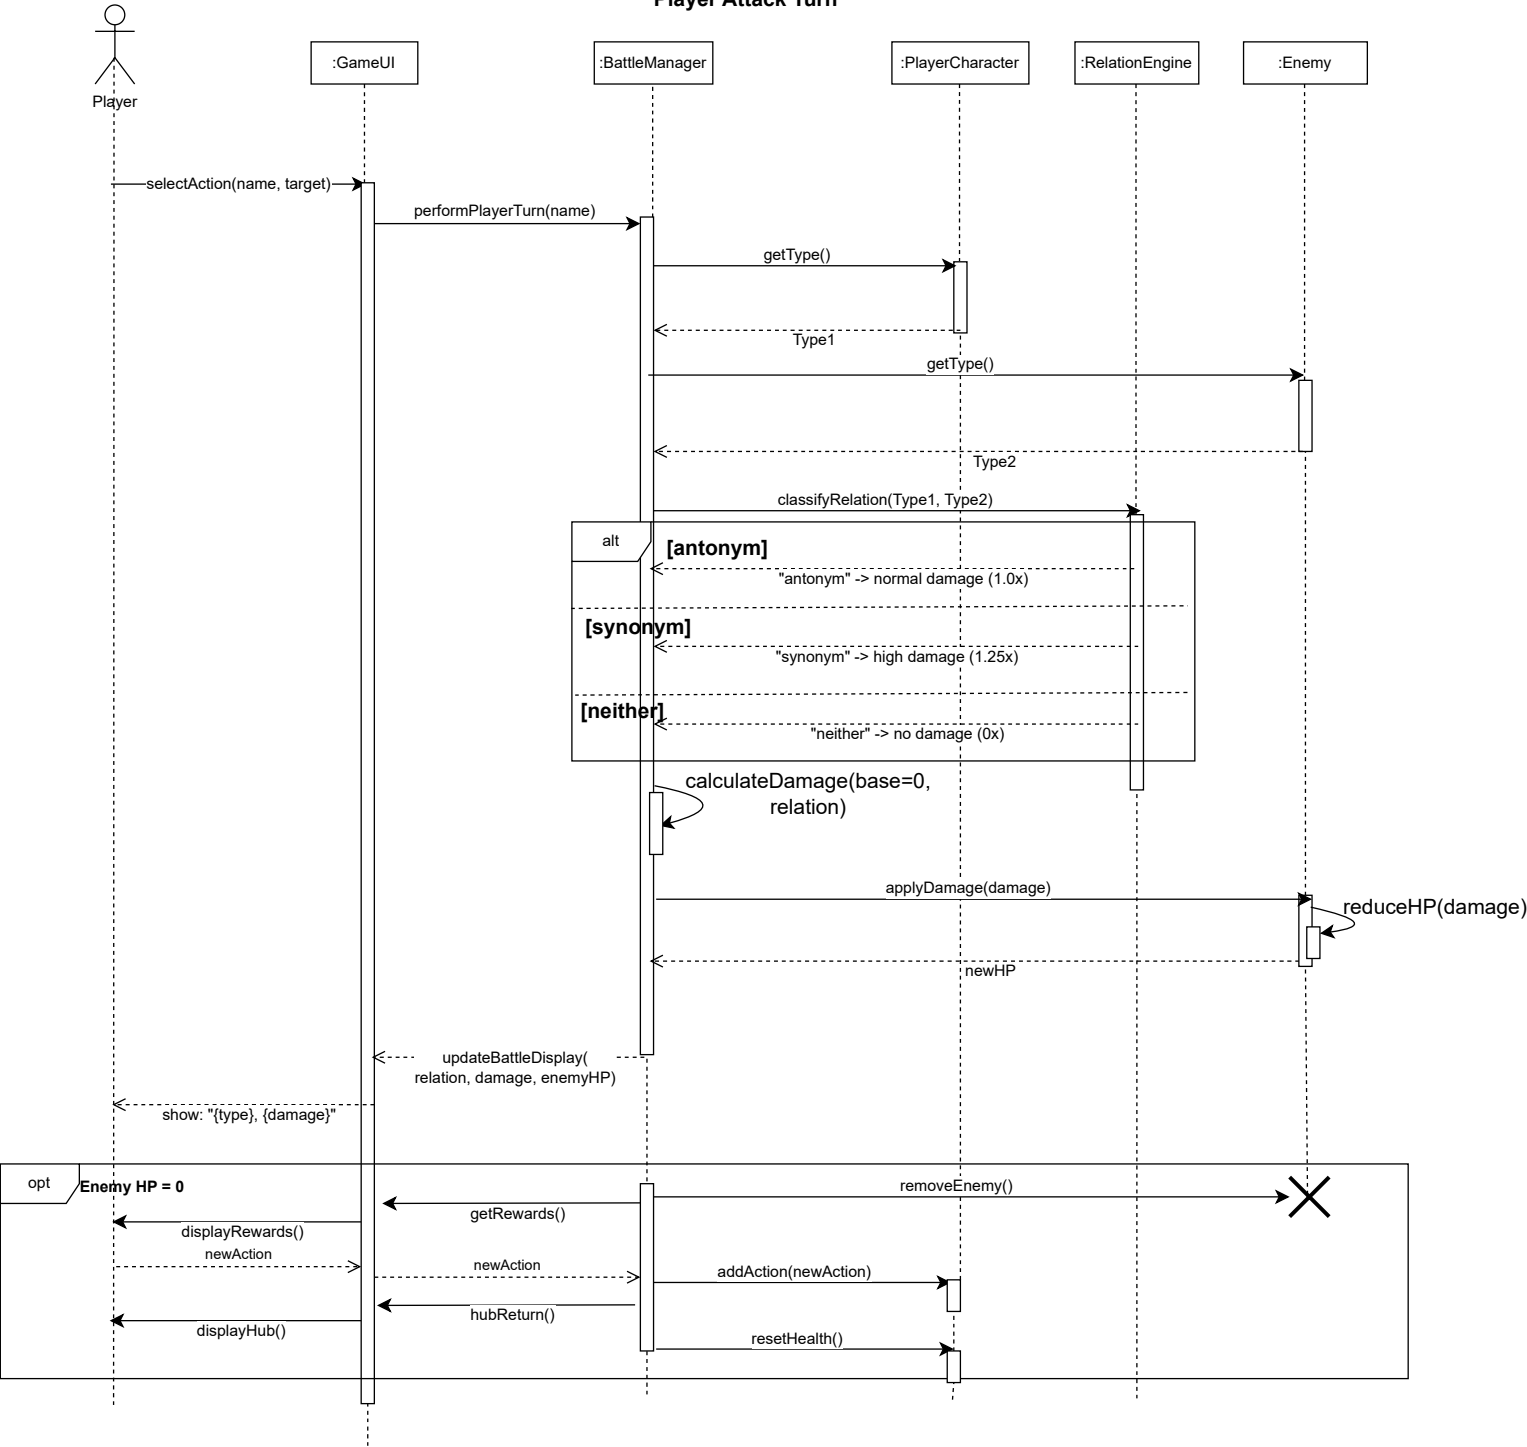 Player Attack Turn
Player
:GameUI
:BattleManager
:PlayerCharacter
:RelationEngine
:Enemy
selectAction(name, target)
performPlayerTurn(name)
getType()
Type1
getType()
Type2
classifyRelation(Type1, Type2)
alt
[antonym]
"antonym" -> normal damage (1.0x)
[synonym]
"synonym" -> high damage (1.25x)
[neither]
"neither" -> no damage (0x)
calculateDamage(base=0,
relation)
applyDamage(damage)
reduceHP(damage)
newHP
updateBattleDisplay(
relation, damage, enemyHP)
show: "{type}, {damage}"
opt
Enemy HP = 0
removeEnemy()
getRewards()
displayRewards()
newAction
newAction
addAction(newAction)
hubReturn()
displayHub()
resetHealth()